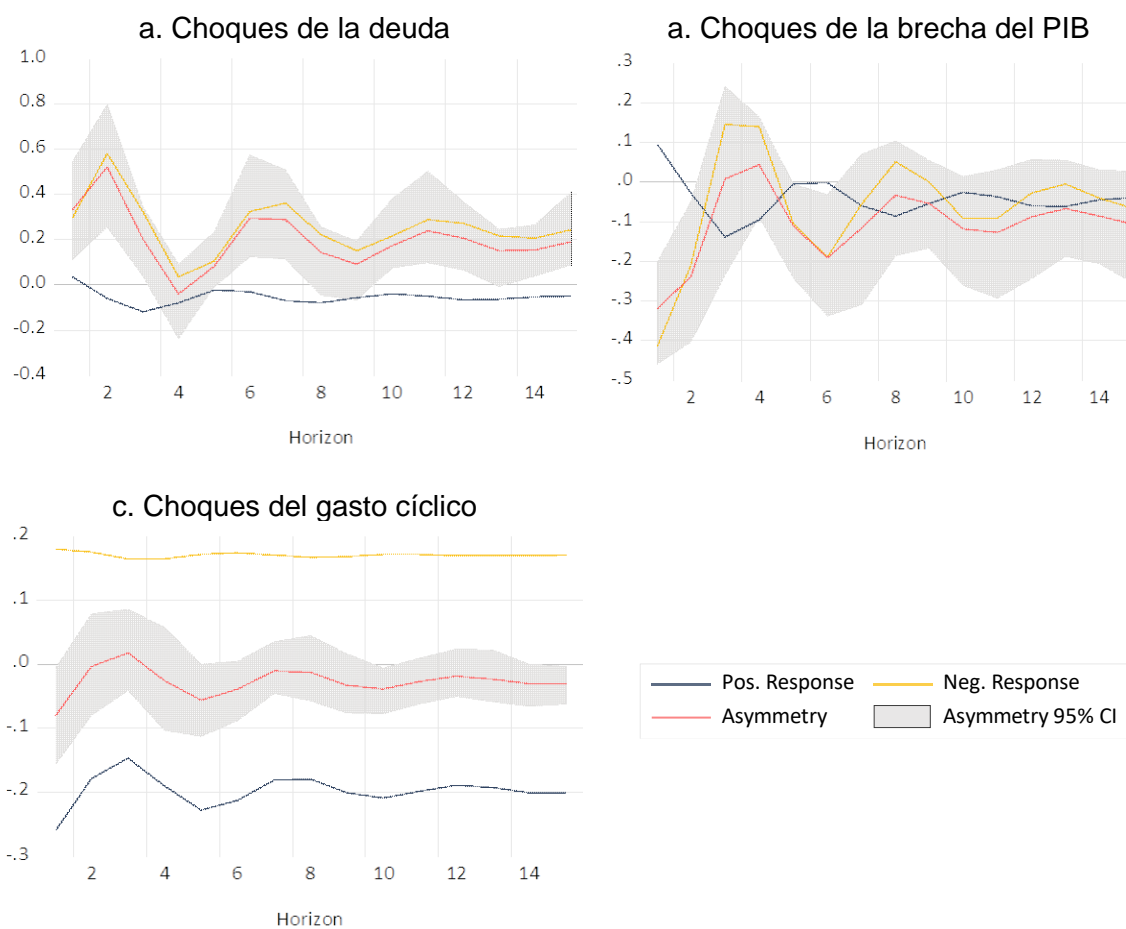 a. Choques de la deuda
1.0
0.8
0.6
0.4
0.2
0.0
-0.2
-0.4
2 4 6 8 10 12 14
Horizon
a. Choques de la brecha del PIB
.3
.2
.1
.0
-.1
-.2
-.3
-.4
-.5
2 4 6 8 10 12 14
Horizon
c. Choques del gasto cíclico
.2
.1
.0
-.1
-.2
-.3
2 4 6 8 10 12 14
Horizon
Pos. Response Neg. Response
Asymmetry Asymmetry 95% CI